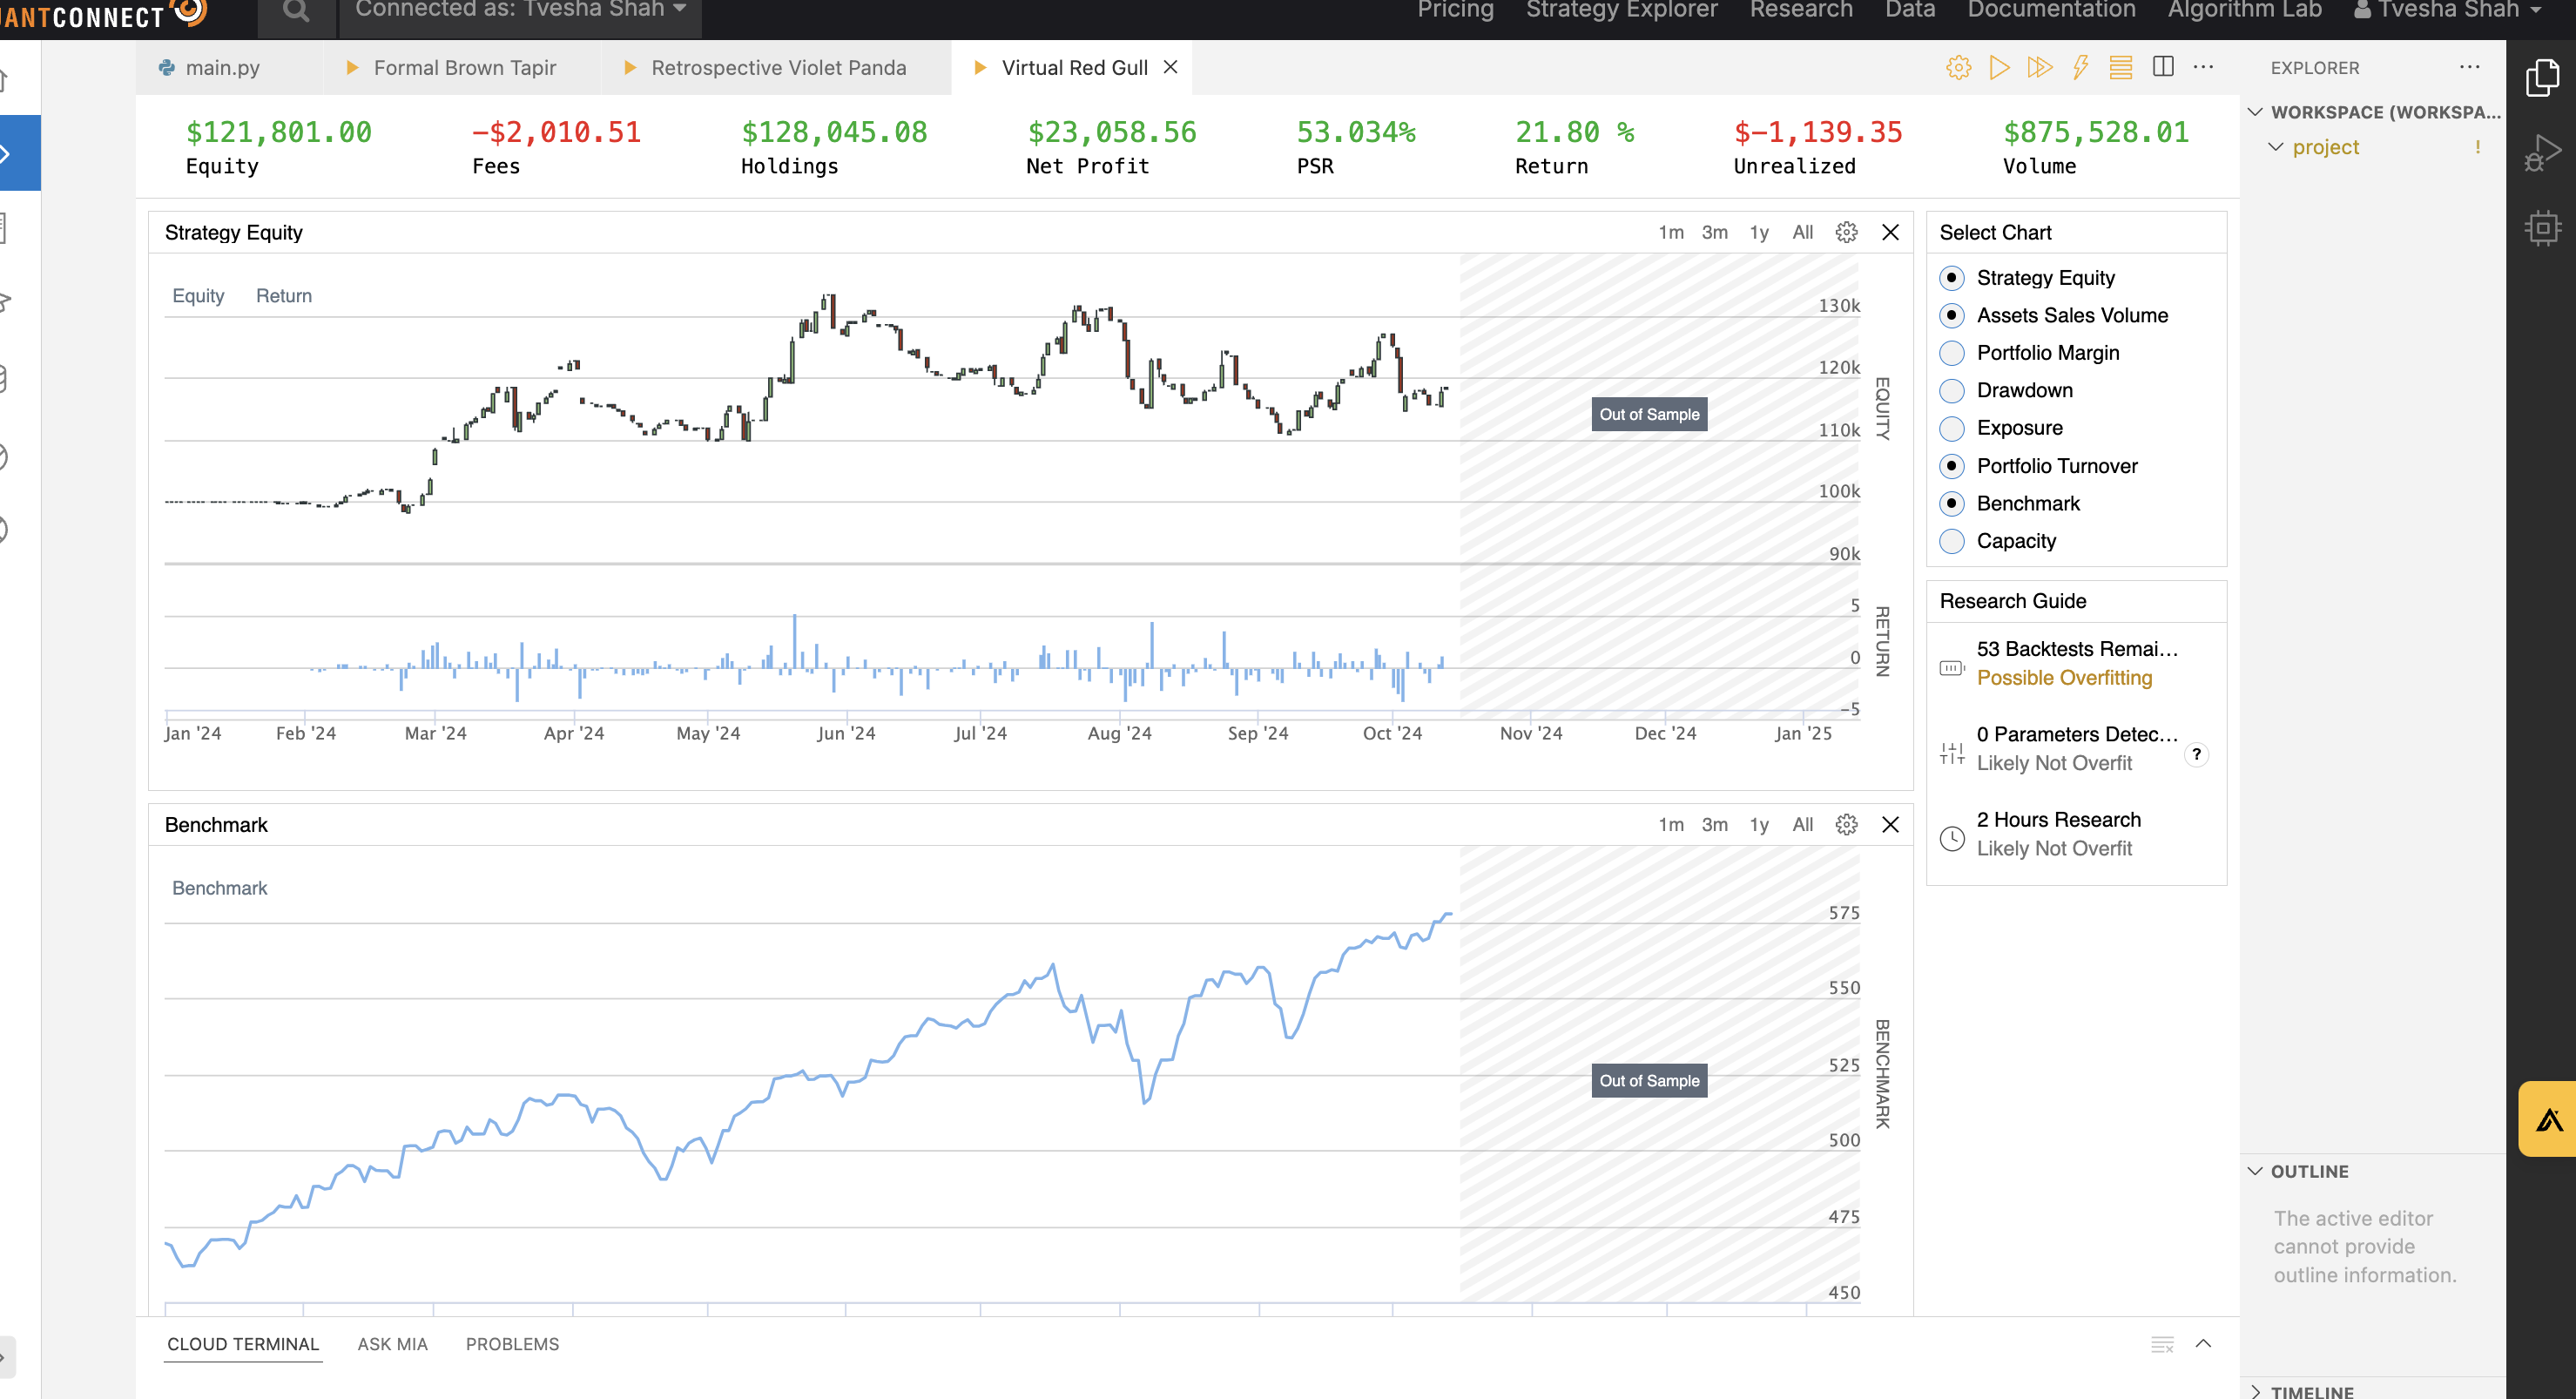 UANTCONNECT
Connected as: Tvesha Shah
Pricing
Strategy Explorer
Research
Data
Documentation
Algorithm Lab
Tvesha Shah
main.py
Formal Brown Tapir
Retrospective Violet Panda
Virtual Red Gull
EXPLORER
WORKSPACE (WORKSPA...
project
!
$121,801.00
Equity
-$2,010.51
Fees
$128,045.08
Holdings
$23,058.56
Net Profit
53.034%
PSR
21.80 %
Return
$-1,139.35
Unrealized
$875,528.01
Volume
Strategy Equity
1m 3m 1y All
Equity Return
130k
120k
110k
100k
90k
EQUITY
Out of Sample
5
0
-5
RETURN
Jan '24 Feb '24 Mar '24 Apr '24 May '24 Jun '24 Jul '24 Aug '24 Sep '24 Oct '24 Nov '24 Dec '24 Jan '25
Benchmark
1m 3m 1y All
Benchmark
575
550
525
500
475
450
BENCHMARK
Out of Sample
Select Chart
Strategy Equity
Assets Sales Volume
Portfolio Margin
Drawdown
Exposure
Portfolio Turnover
Benchmark
Capacity
Research Guide
53 Backtests Remai...
Possible Overfitting
0 Parameters Detec...
Likely Not Overfit
?
2 Hours Research
Likely Not Overfit
OUTLINE
The active editor
cannot provide
outline information.
TIMELINE
CLOUD TERMINAL
ASK MIA
PROBLEMS